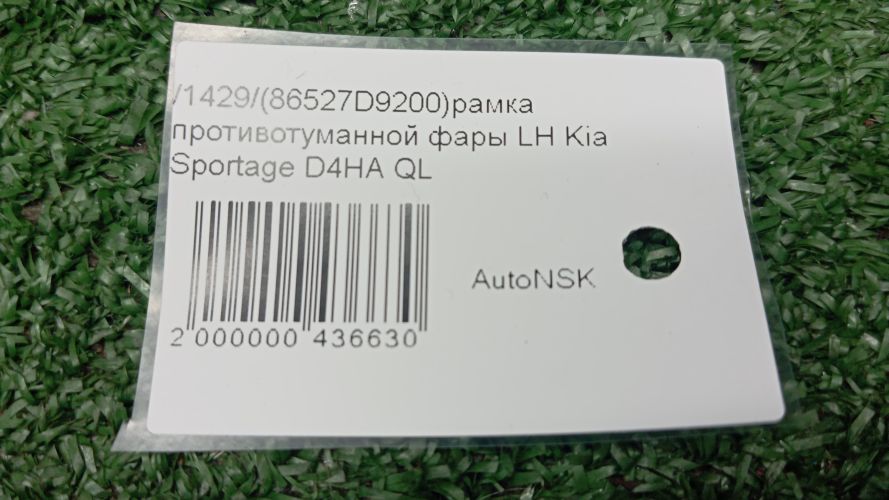 /1429/(86527D9200)рамка
противотуманной фары LH Kia
Sportage D4HA QL
AutoNSK
2 000000 436630